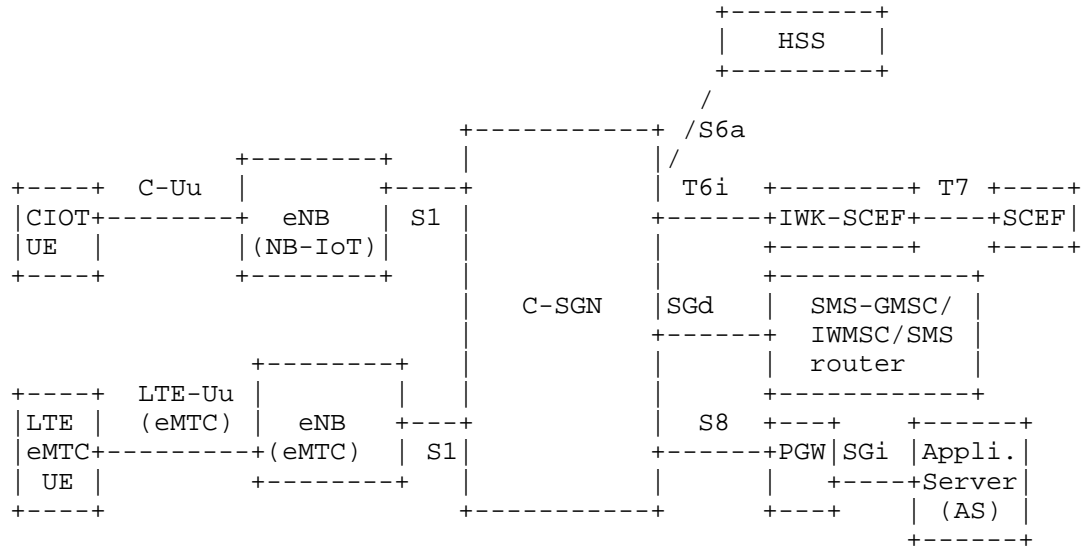 HSS
/S6a
C-Uu T6i T7
CIOT eNB S1 IWK-SCEF SCEF
UE (NB-IoT)
C-SGN SGd SMS-GMSC/
IWMSC/SMS
router
LTE-Uu
LTE (eMTC) eNB S8
eMTC (eMTC) S1 PGW SGi Appli.
UE Server
(AS)